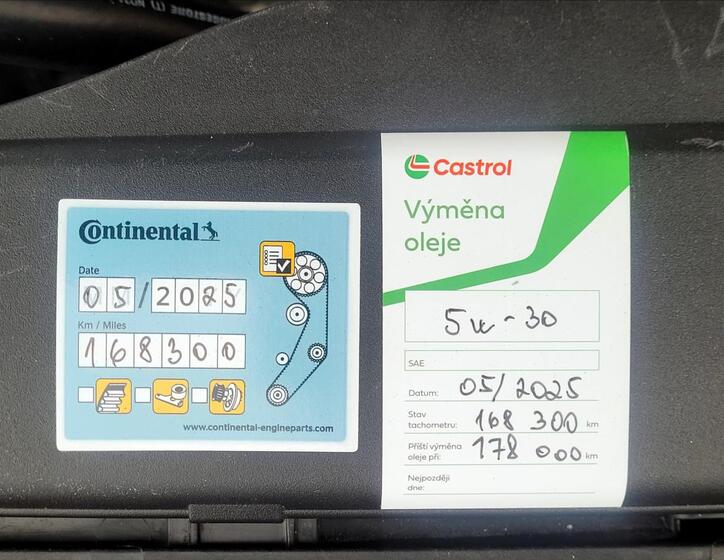 Continental
Date
05/2025
Km / Miles
168300
www.continental-engineparts.com
Castrol
Výměna
oleje
5w-30
SAE
Datum: 05/2025
Stav
tachometru: 168 300 km
Příští výměna
oleje při: 178 000 km
Nejpozději
dne: